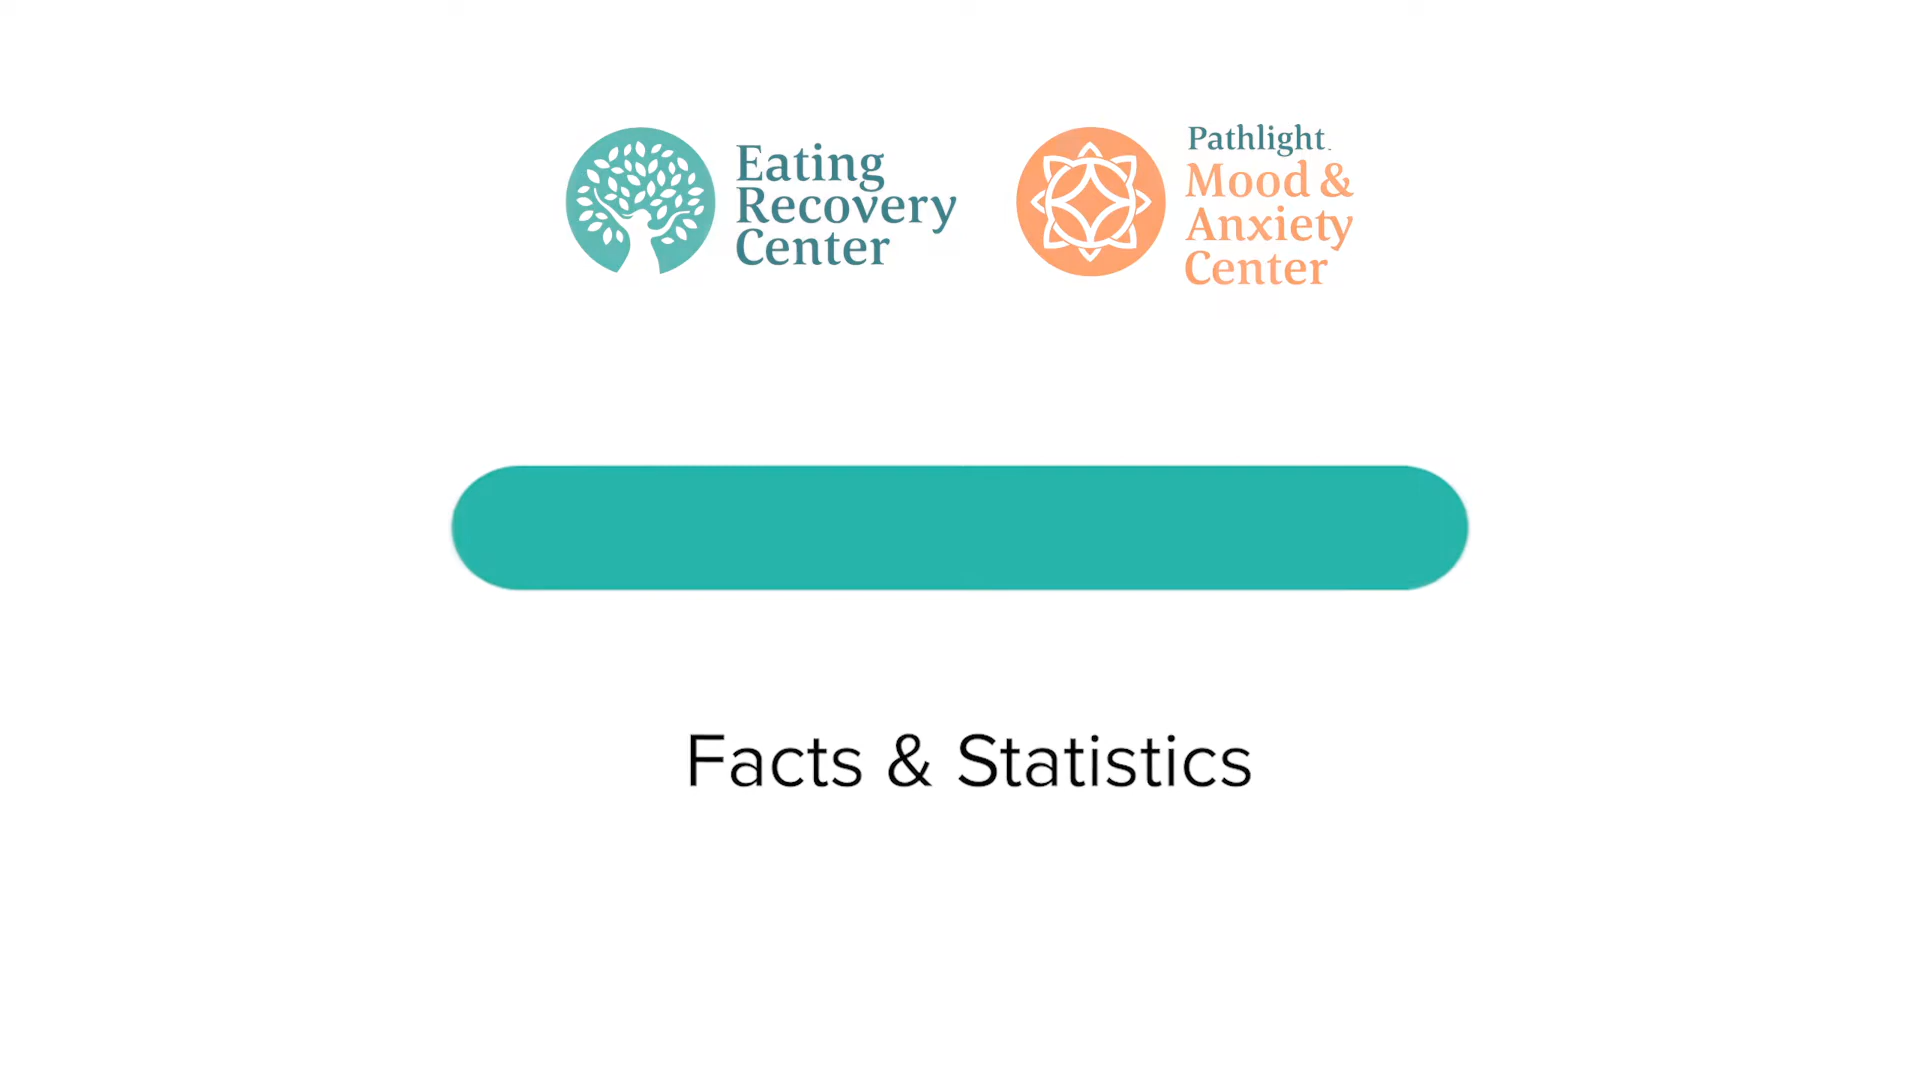 Eating
Recovery
Center
Pathlight
Mood &
Anxiety
Center
Facts & Statistics